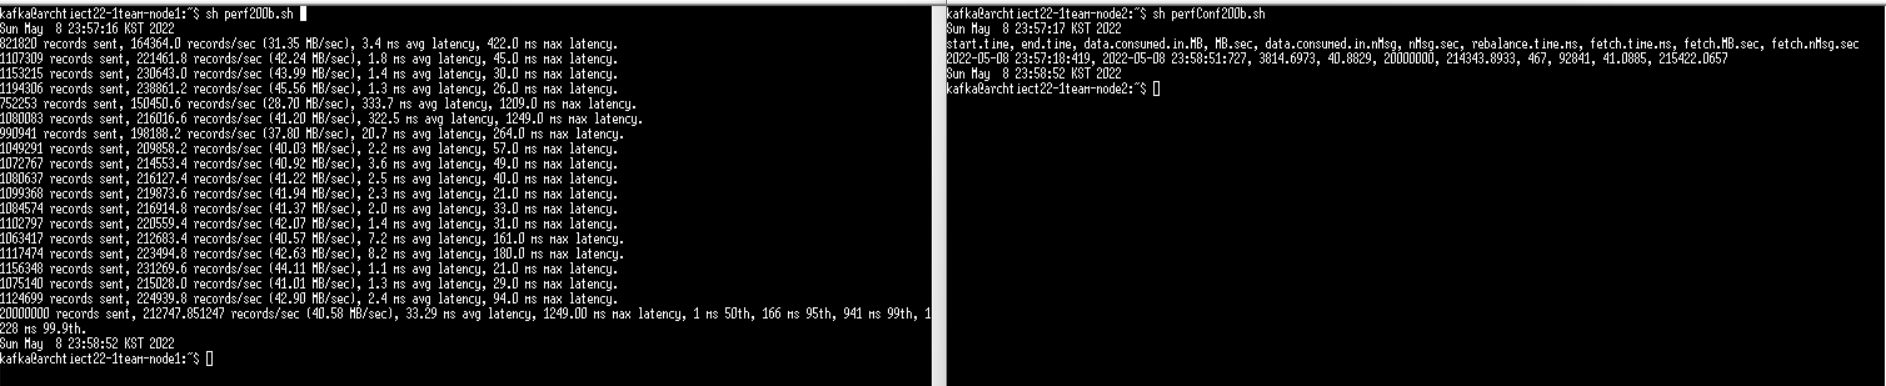 kafka@archtiect22-1team-node1:~$ sh perf200b.sh
Sun May  8 23:57:16 KST 2022
821820 records sent, 164364.0 records/sec (31.35 MB/sec), 3.4 ms avg latency, 422.0 ms max latency.
1107309 records sent, 221461.8 records/sec (42.24 MB/sec), 1.8 ms avg latency, 45.0 ms max latency.
1153215 records sent, 230643.0 records/sec (43.99 MB/sec), 1.4 ms avg latency, 30.0 ms max latency.
1194306 records sent, 238861.2 records/sec (45.56 MB/sec), 1.3 ms avg latency, 26.0 ms max latency.
752253 records sent, 150450.6 records/sec (28.70 MB/sec), 333.7 ms avg latency, 1209.0 ms max latency.
1080083 records sent, 216016.6 records/sec (41.20 MB/sec), 322.5 ms avg latency, 1249.0 ms max latency.
990941 records sent, 198188.2 records/sec (37.80 MB/sec), 20.7 ms avg latency, 264.0 ms max latency.
1049291 records sent, 209858.2 records/sec (40.03 MB/sec), 2.2 ms avg latency, 57.0 ms max latency.
1072767 records sent, 214553.4 records/sec (40.92 MB/sec), 3.6 ms avg latency, 49.0 ms max latency.
1080637 records sent, 216127.4 records/sec (41.22 MB/sec), 2.5 ms avg latency, 40.0 ms max latency.
1099368 records sent, 219873.6 records/sec (41.94 MB/sec), 2.3 ms avg latency, 21.0 ms max latency.
1084574 records sent, 216914.8 records/sec (41.37 MB/sec), 2.0 ms avg latency, 33.0 ms max latency.
1102797 records sent, 220559.4 records/sec (42.07 MB/sec), 1.4 ms avg latency, 31.0 ms max latency.
1063417 records sent, 212683.4 records/sec (40.57 MB/sec), 7.2 ms avg latency, 161.0 ms max latency.
1117474 records sent, 223494.8 records/sec (42.63 MB/sec), 8.2 ms avg latency, 180.0 ms max latency.
1156348 records sent, 231269.6 records/sec (44.11 MB/sec), 1.1 ms avg latency, 21.0 ms max latency.
1075140 records sent, 215028.0 records/sec (41.01 MB/sec), 1.3 ms avg latency, 29.0 ms max latency.
1124699 records sent, 224939.8 records/sec (42.90 MB/sec), 2.4 ms avg latency, 94.0 ms max latency.
20000000 records sent, 212747.851247 records/sec (40.58 MB/sec), 33.29 ms avg latency, 1249.00 ms max latency, 1 ms 50th, 166 ms 95th, 941 ms 99th, 1
228 ms 99.9th.
Sun May  8 23:58:52 KST 2022
kafka@archtiect22-1team-node1:~$
kafka@archtiect22-1team-node2:~$ sh perfConf200b.sh
Sun May  8 23:57:17 KST 2022
start.time, end.time, data.consumed.in.MB, MB.sec, data.consumed.in.nMsg, nMsg.sec, rebalance.time.ms, fetch.time.ms, fetch.MB.sec, fetch.nMsg.sec
2022-05-08 23:57:18:419, 2022-05-08 23:58:51:727, 3814.6973, 40.8829, 20000000, 214343.8933, 467, 92841, 41.0885, 215422.0657
Sun May  8 23:58:52 KST 2022
kafka@archtiect22-1team-node2:~$